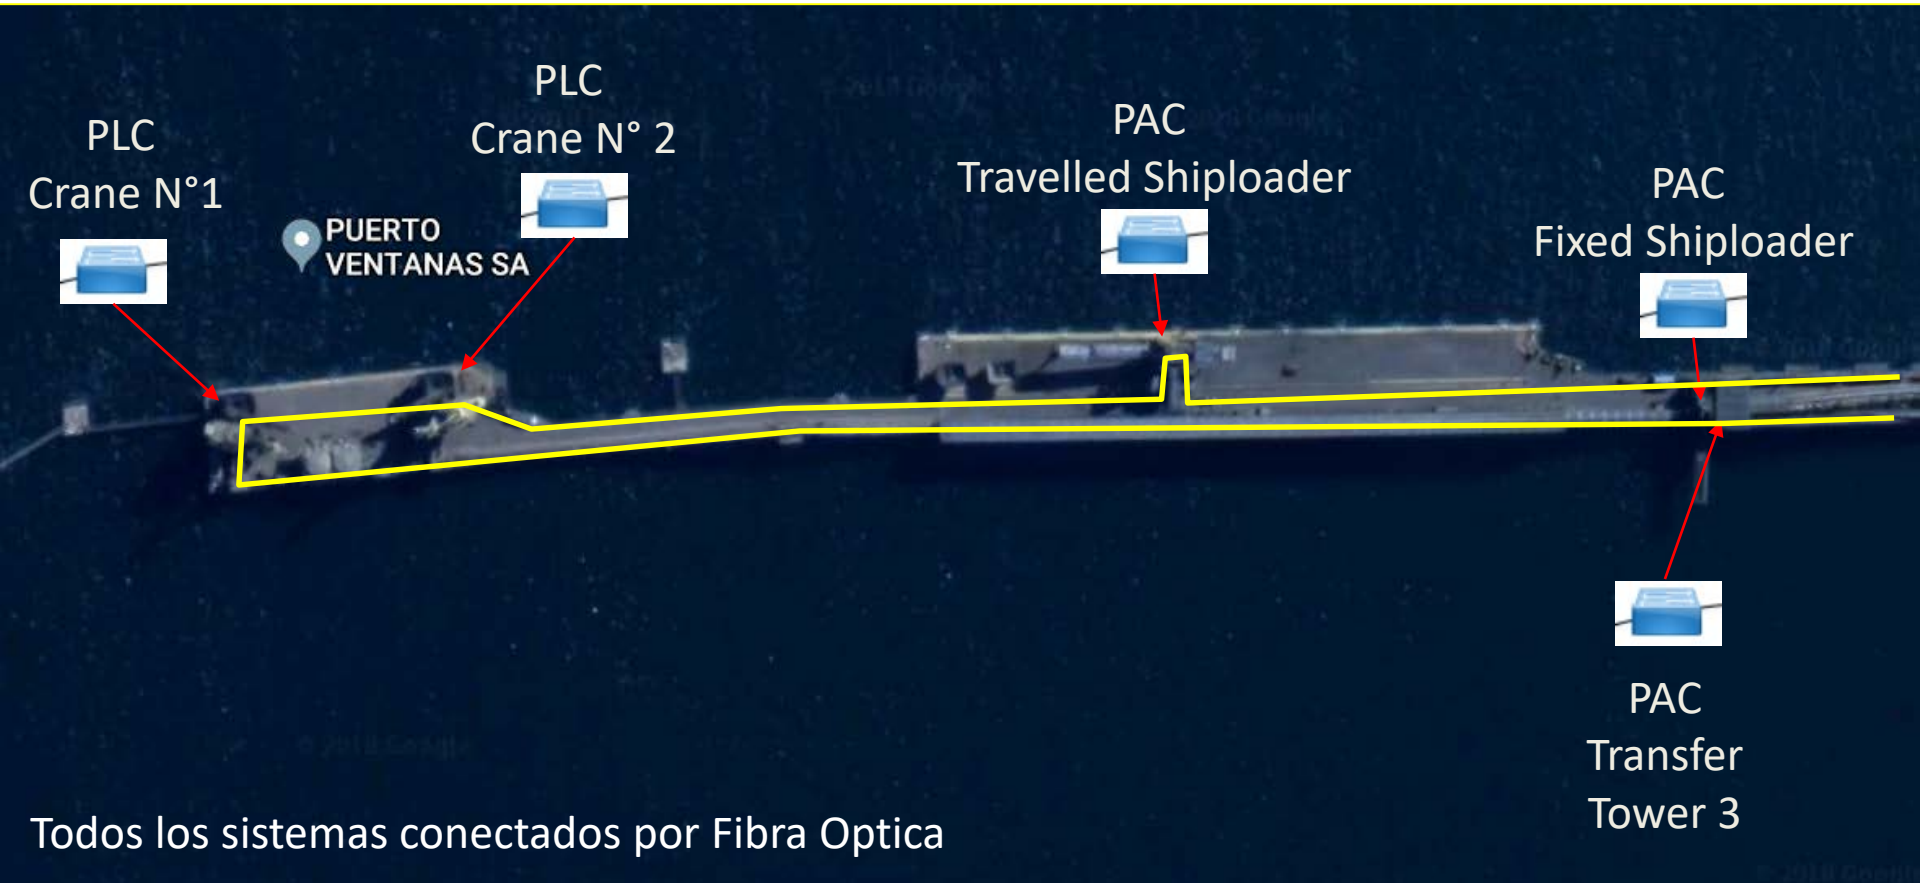 PLC
Crane N°1
PLC
Crane N° 2
PUERTO
VENTANAS SA
PAC
Travelled Shiploader
PAC
Fixed Shiploader
PAC
Transfer
Tower 3
Todos los sistemas conectados por Fibra Optica